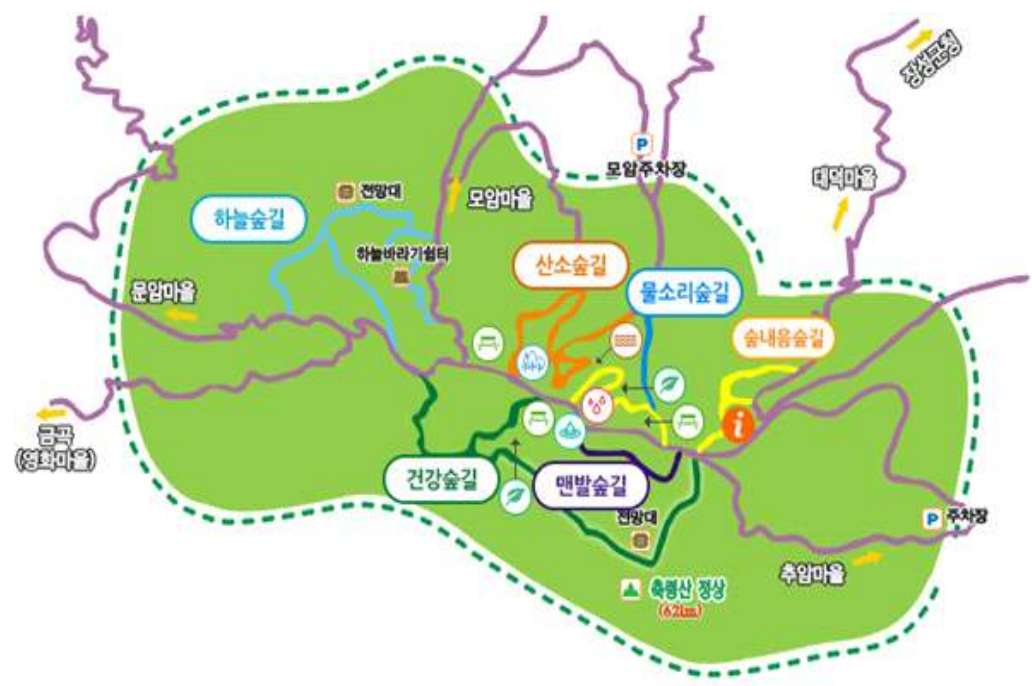 장성군청
P
모암주차장
대덕마을
전망대
모암마을
하늘숲길
하늘바라기쉼터
산소숲길
물소리숲길
문암마을
숲내음숲길
금곡
(영화마을)
i
건강숲길
맨발숲길
전망대
P 주차장
추암마을
축령산 정상
(621m)